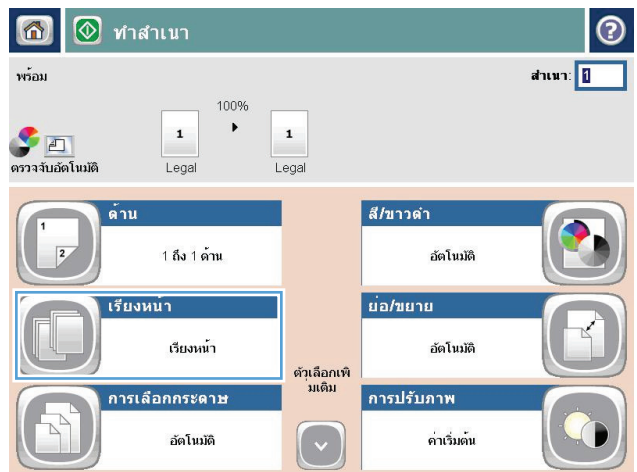 ทำสำเนา
พร้อม
สำเนา: 1
100%
1
1
ตรวจจับอัตโนมัติ
Legal
Legal
ด้าน
1
2
1 ถึง 1 ด้าน
สี/ขาวดำ
อัตโนมัติ
เรียงหน้า
เรียงหน้า
ย่อ/ขยาย
อัตโนมัติ
ตัวเลือกเพิ
่มเติม
การเลือกกระดาษ
อัตโนมัติ
การปรับภาพ
ค่าเริ่มต้น